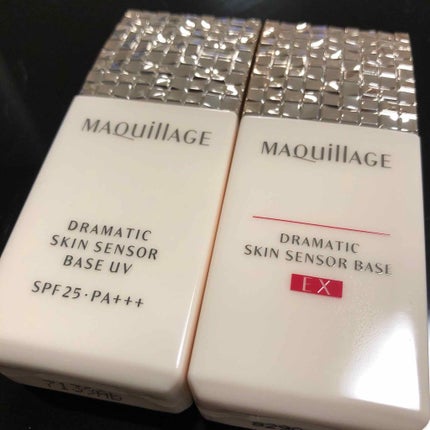 MAQuillAGE
DRAMATIC
SKIN SENSOR
BASE UV
SPF25・PA+++
MAQuillAGE
DRAMATIC
SKIN SENSOR BASE
EX